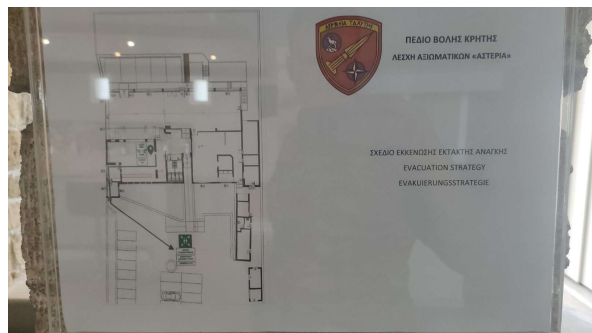 ΠΕΔΙΟ ΒΟΛΗΣ ΚΡΗΤΗΣ
ΛΕΣΧΗ ΑΞΙΩΜΑΤΙΚΩΝ «ΑΣΤΕΡΙΑ»
ΣΧΕΔΙΟ ΕΚΚΕΝΩΣΗΣ ΕΚΤΑΚΤΗΣ ΑΝΑΓΚΗΣ
EVACUATION STRATEGY
EVAKUIERUNGSSTRATEGIE